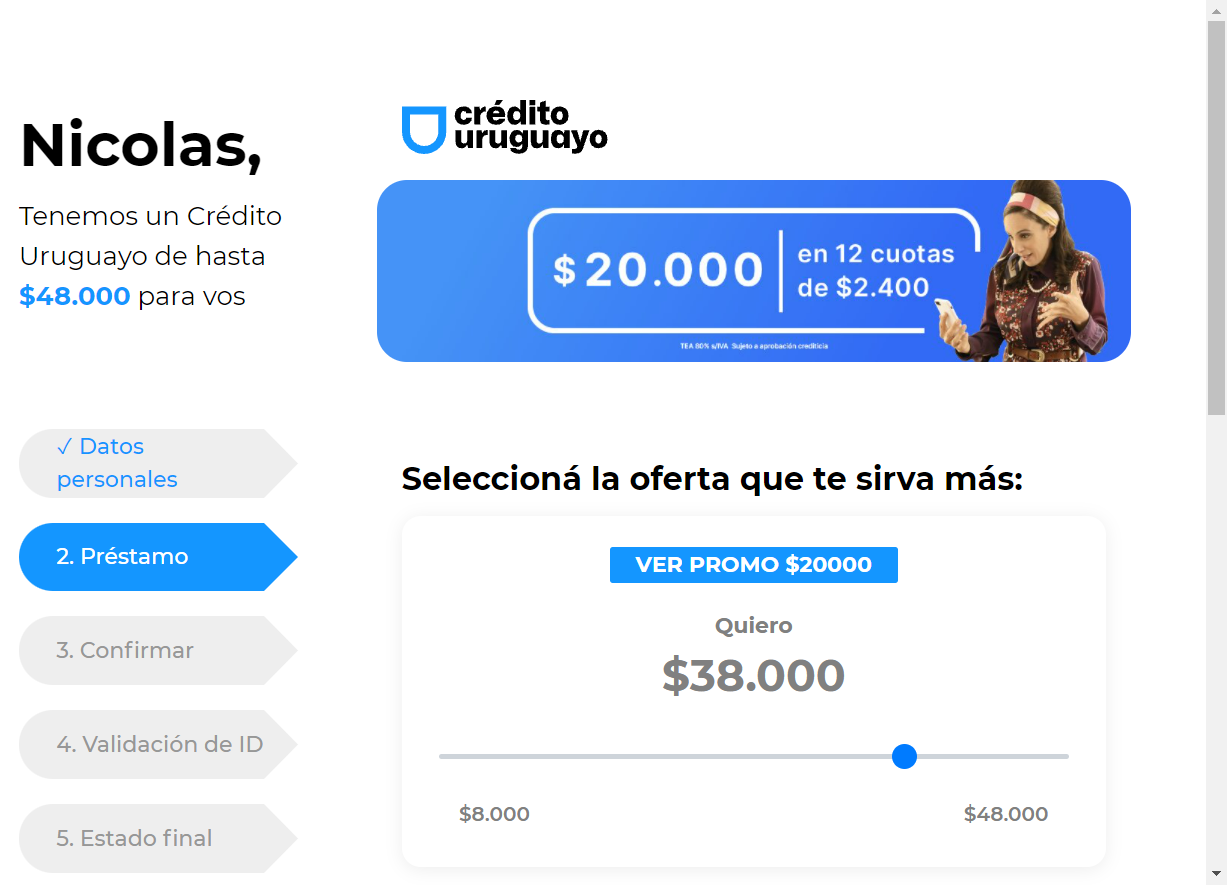 Nicolas,
Tenemos un Crédito
Uruguayo de hasta
$48.000 para vos
✓ Datos
personales
2. Préstamo
3. Confirmar
4. Validación de ID
5. Estado final
crédito
uruguayo
$20.000
en 12 cuotas
de $2.400
TEA 80% s/IVA Sujeto a aprobación crediticia
Seleccioná la oferta que te sirva más:
VER PROMO $20000
Quiero
$38.000
$8.000
$48.000